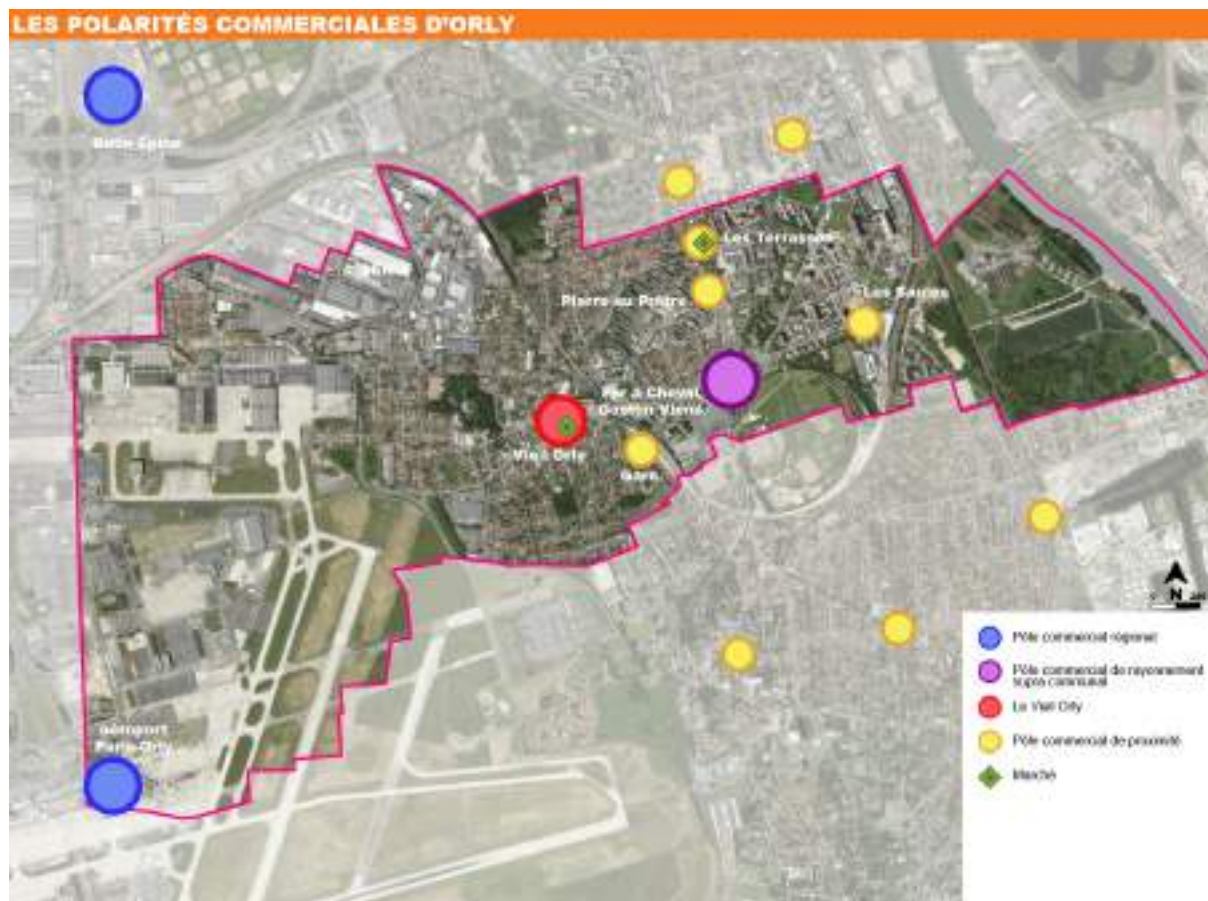 LES POLARITÉS COMMERCIALES D'ORLY
Belle Epine
Les Terrasses
Pierre au Prêtre
Les Saules
Fer à Cheval
Gaston Viens
Vieil Orly
Gare
aéroport
Paris-Orly
N
Pôle commercial régional
Pôle commercial de rayonnement
supra communal
Le Vieil Orly
Pôle commercial de proximité
Marché